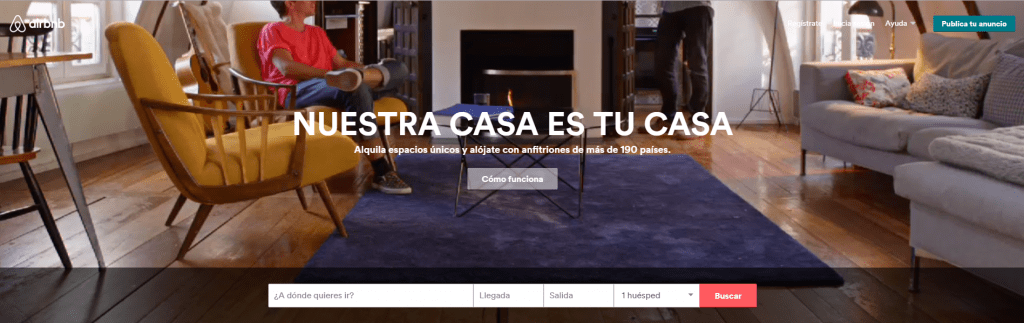 airbnb
Regístrate
Iniciar sesión
Ayuda
Publica tu anuncio
NUESTRA CASA ES TU CASA
Alquila espacios únicos y alójate con anfitriones de más de 190 países.
Cómo funciona
¿A dónde quieres ir?
Llegada
Salida
1 huésped
Buscar